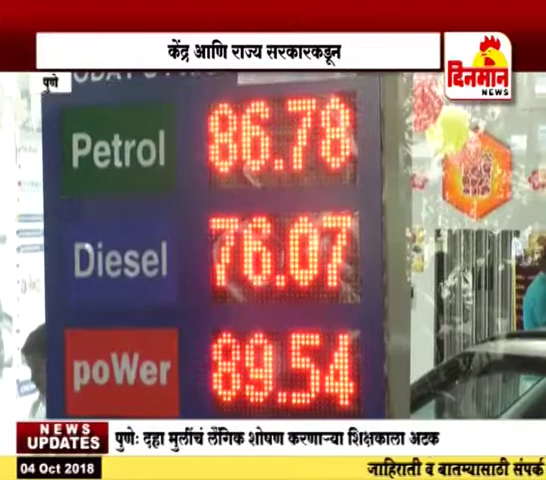 केंद्र आणि राज्य सरकारकडून
दिनमान
NEWS
पुणे
Petrol 86.78
Diesel 76.07
poWer 89.54
NEWS
UPDATES
पुणेः दहा मुलींचं लैंगिक शोषण करणाऱ्या शिक्षकाला अटक
04 Oct 2018
जाहिराती व बातम्यासाठी संपर्क